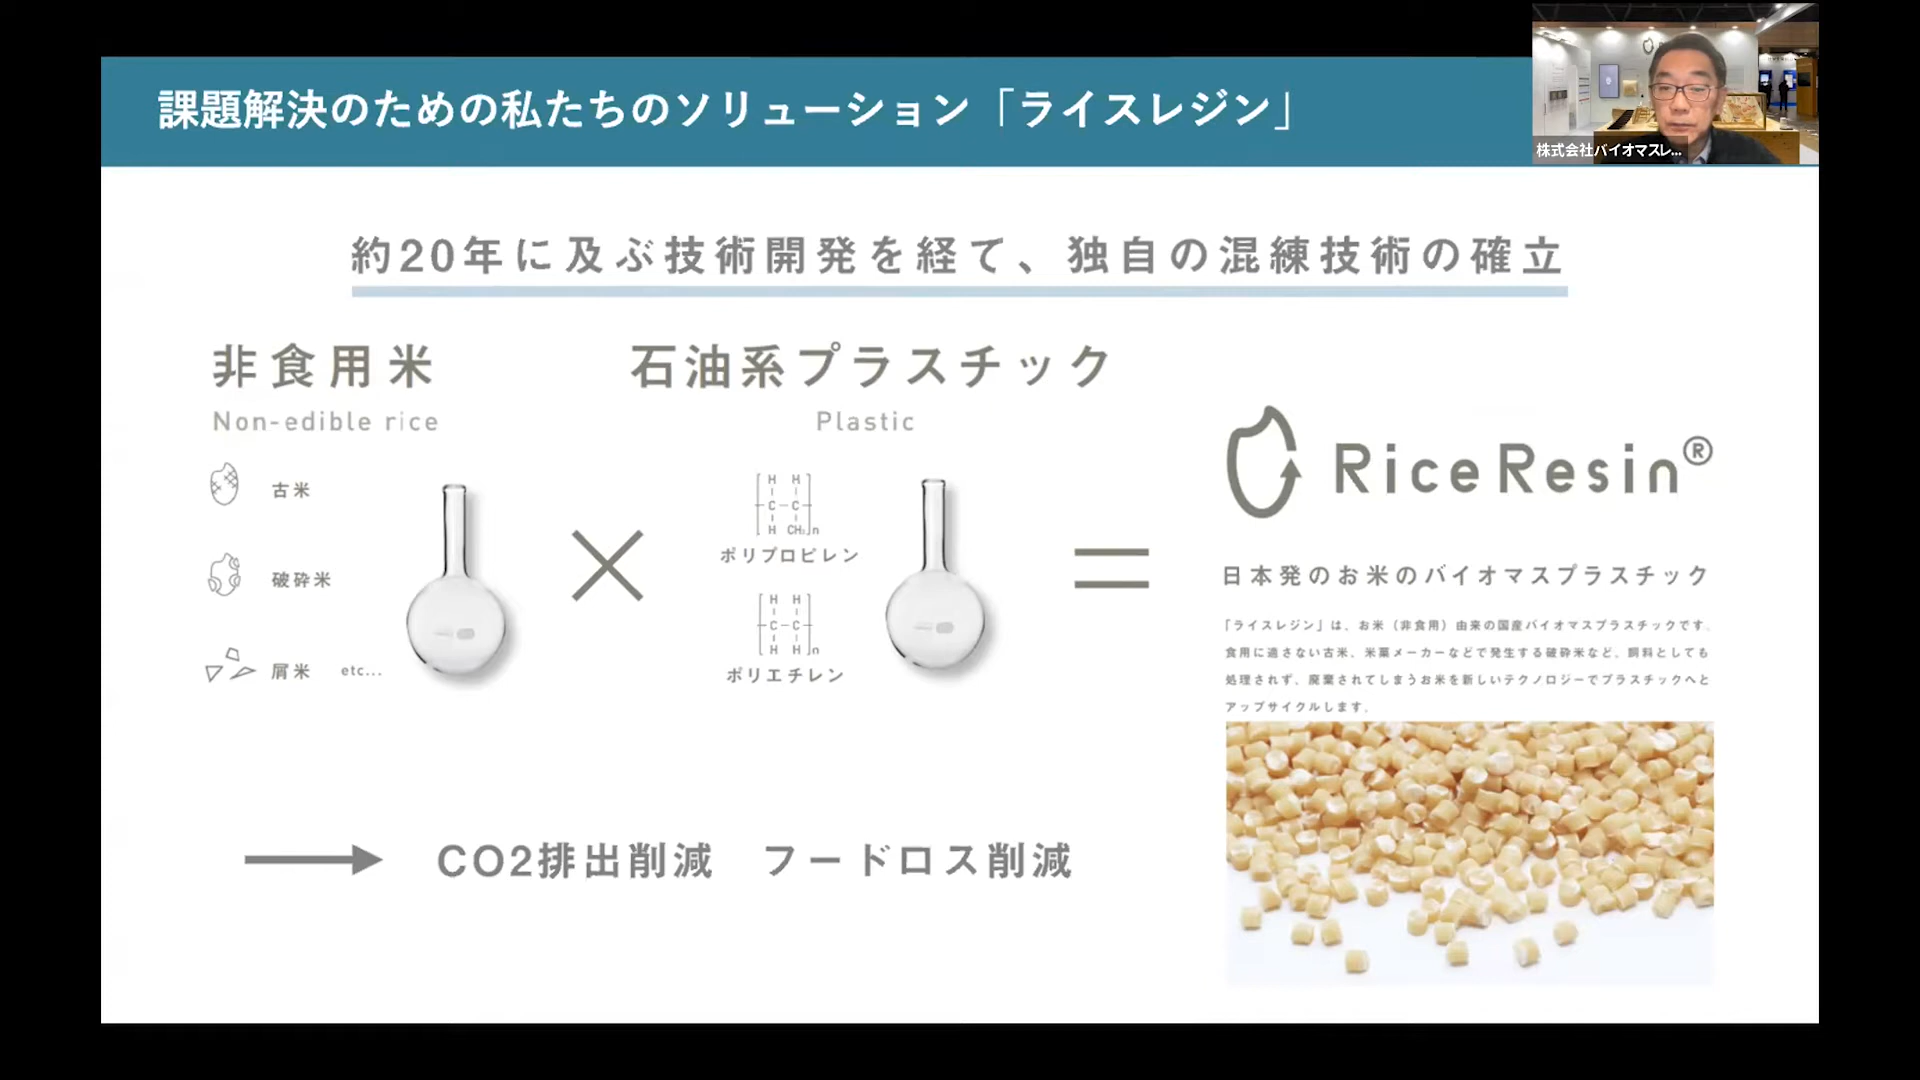 課題解決のための私たちのソリューション「ライスレジン」
株式会社バイオマスレ...
約20年に及ぶ技術開発を経て、独自の混練技術の確立
非食用米
Non-edible rice
古米
破砕米
屑米 etc...
石油系プラスチック
Plastic
H H
C C
H CH₃ n
ポリプロピレン
H H
C C
H H n
ポリエチレン
RiceResin®
日本発のお米のバイオマスプラスチック
「ライスレジン」は、お米（非食用）由来の国産バイオマスプラスチックです。
食用に適さない古米、米菓メーカーなどで発生する破砕米など、飼料としても
処理されず、廃棄されてしまうお米を新しいテクノロジーでプラスチックへと
アップサイクルします。
CO2排出削減 フードロス削減